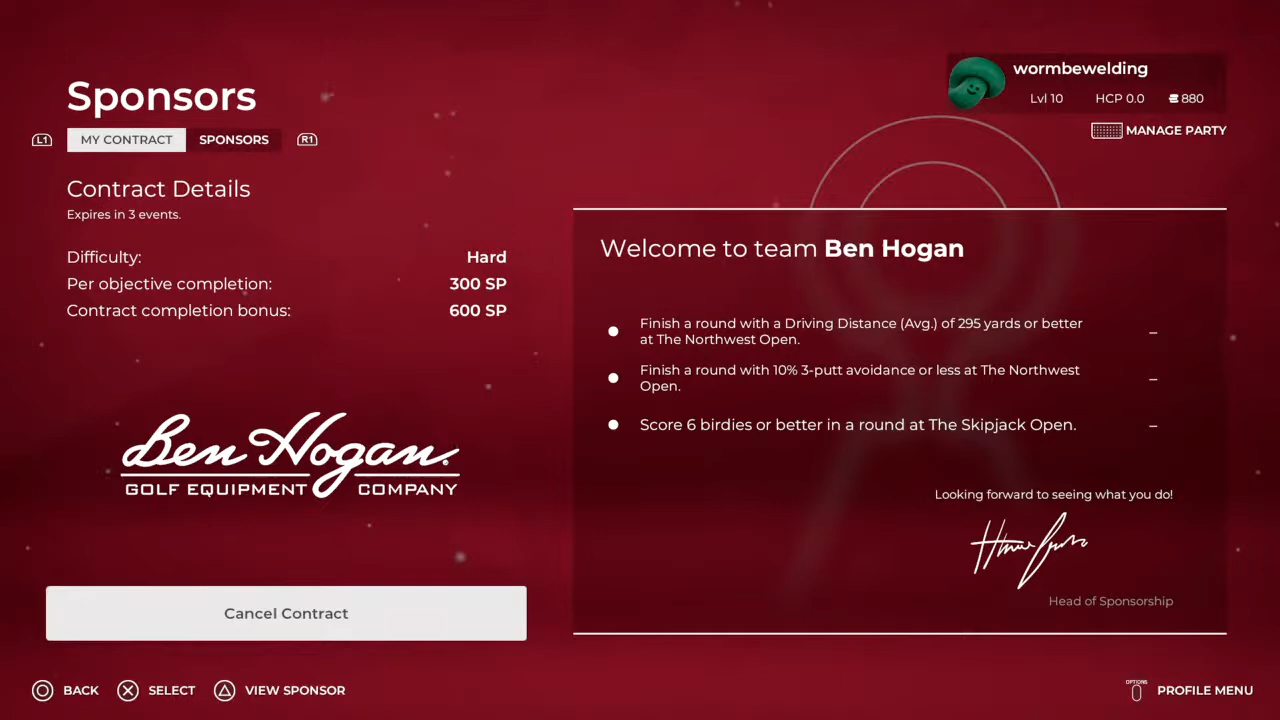 Sponsors
wormbewelding
Lvl 10 HCP 0.0 880
MANAGE PARTY
L1 MY CONTRACT SPONSORS R1
Contract Details
Expires in 3 events.
Difficulty: Hard
Per objective completion: 300 SP
Contract completion bonus: 600 SP
Ben Hogan.
GOLF EQUIPMENT COMPANY
Cancel Contract
Welcome to team Ben Hogan
Finish a round with a Driving Distance (Avg.) of 295 yards or better
at The Northwest Open. –
Finish a round with 10% 3-putt avoidance or less at The Northwest
Open. –
Score 6 birdies or better in a round at The Skipjack Open. –
Looking forward to seeing what you do!
Head of Sponsorship
BACK SELECT VIEW SPONSOR
OPTIONS PROFILE MENU